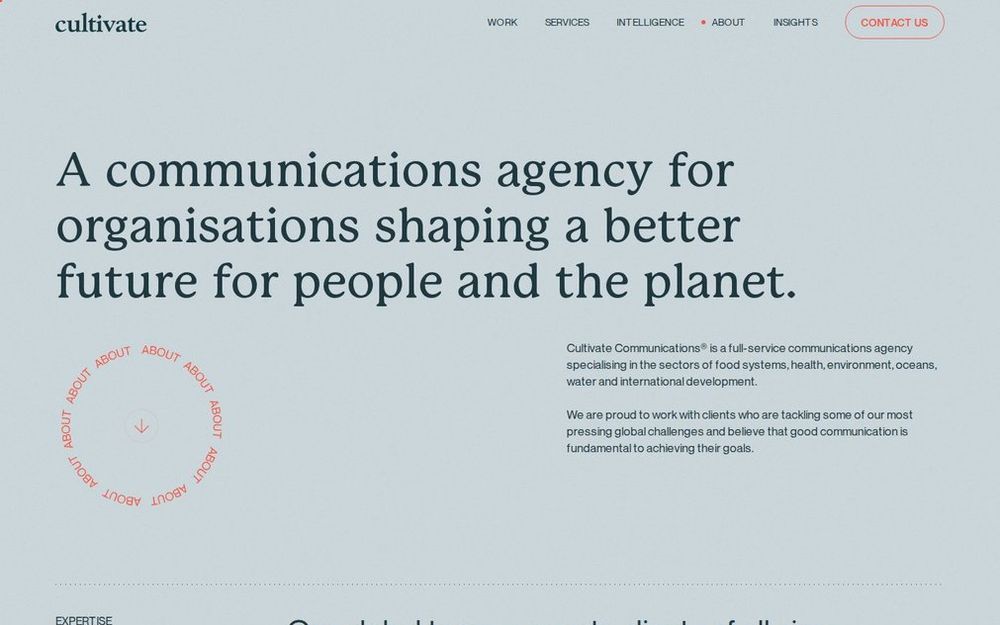 cultivate
WORK
SERVICES
INTELLIGENCE
ABOUT
INSIGHTS
CONTACT US
A communications agency for
organisations shaping a better
future for people and the planet.
ABOUT ABOUT ABOUT ABOUT ABOUT ABOUT ABOUT ABOUT ABOUT ABOUT
Cultivate Communications® is a full-service communications agency
specialising in the sectors of food systems, health, environment, oceans,
water and international development.
We are proud to work with clients who are tackling some of our most
pressing global challenges and believe that good communication is
fundamental to achieving their goals.
EXPERTISE